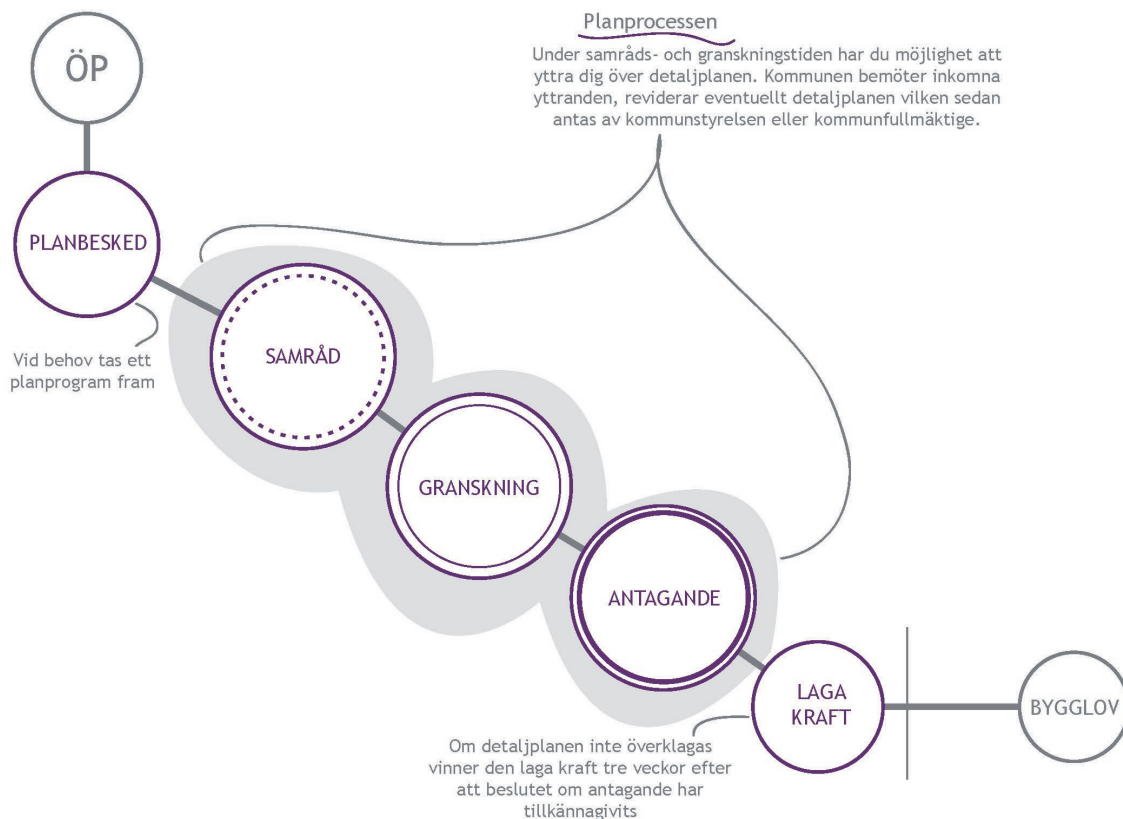 ÖP
Planprocessen
Under samråds- och granskningstiden har du möjlighet att
yttra dig över detaljplanen. Kommunen bemöter inkomna
yttranden, reviderar eventuellt detaljplanen vilken sedan
antas av kommunstyrelsen eller kommunfullmäktige.
PLANBESKED
Vid behov tas ett
planprogram fram
SAMRÅD
GRANSKNING
ANTAGANDE
LAGA
KRAFT
BYGGLOV
Om detaljplanen inte överklagas
vinner den laga kraft tre veckor efter
att beslutet om antagande har
tillkännagivits